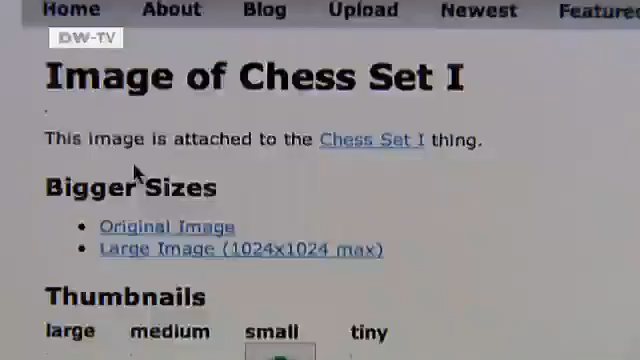 Home About Blog Upload Newest Featured
DW-TV
Image of Chess Set I
This image is attached to the Chess Set I thing.
Bigger Sizes
Original Image
Large Image (1024x1024 max)
Thumbnails
large medium small tiny